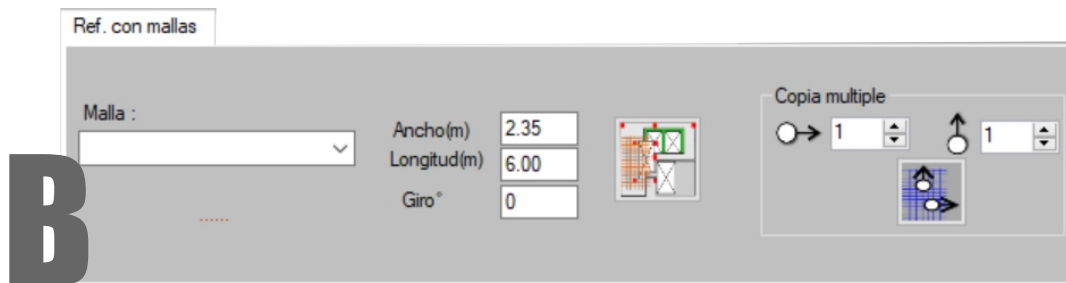 Ref. con mallas
Malla :
Ancho(m) 2.35
Longitud(m) 6.00
Giro° 0
......
Copia multiple
1 1
B